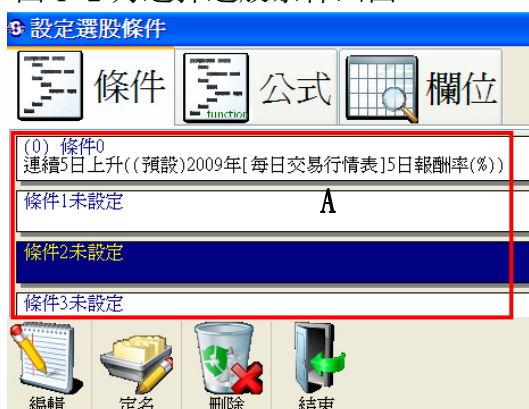 設定選股條件
條件
function
公式
欄位
(0) 條件0
連續5日上升((預設)2009年[每日交易行情表]5日報酬率(%))
條件1未設定
A
條件2未設定
條件3未設定
編輯
定名
刪除
結束